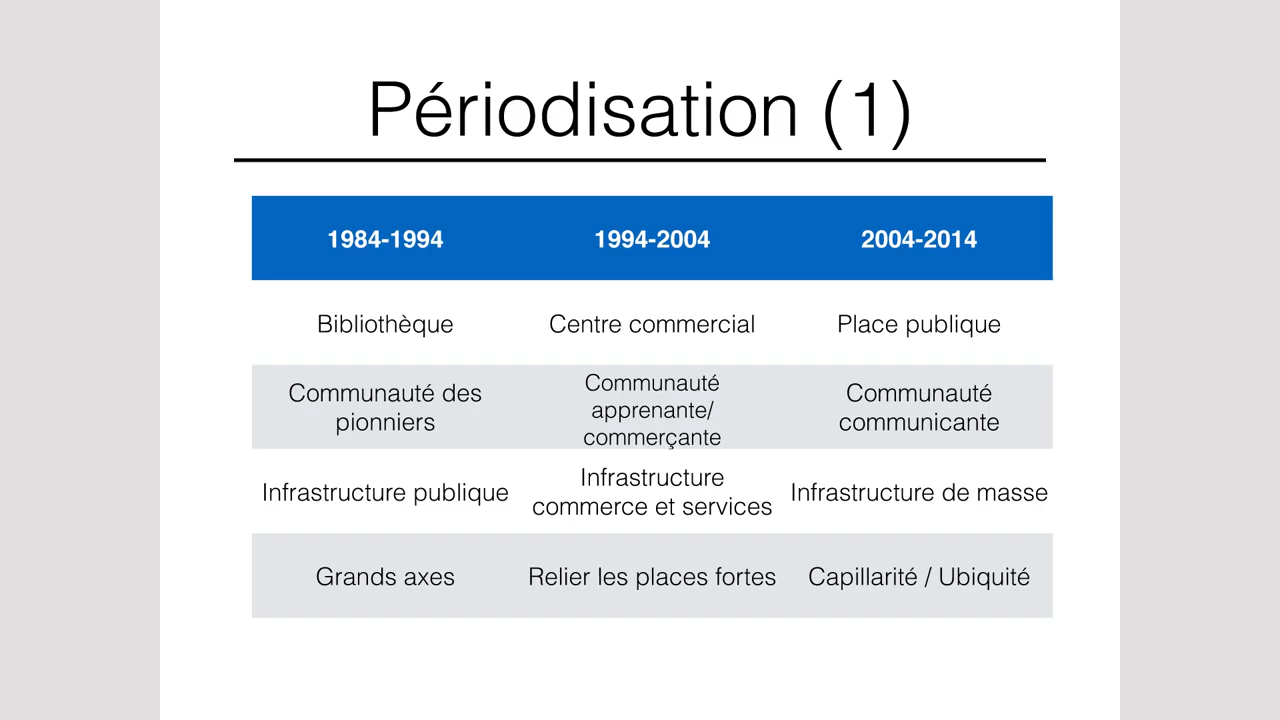 Périodisation (1)
1984-1994 1994-2004 2004-2014
Bibliothèque Centre commercial Place publique
Communauté des
pionniers
Communauté
apprenante/
commerçante
Communauté
communicante
Infrastructure publique
Infrastructure
commerce et services
Infrastructure de masse
Grands axes Relier les places fortes Capillarité / Ubiquité